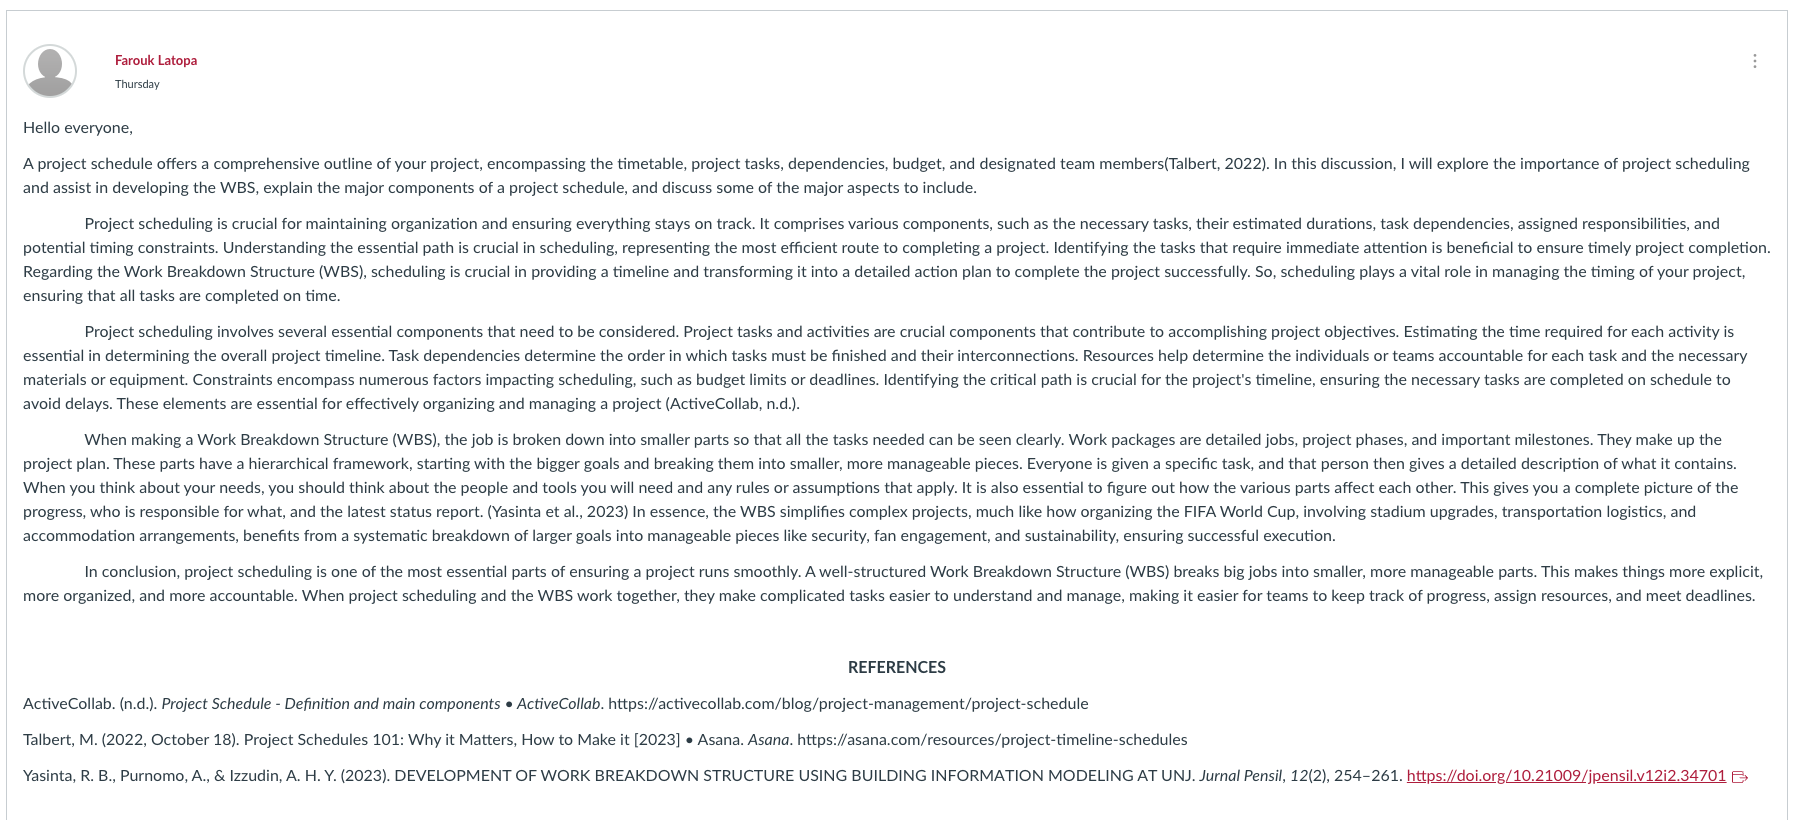 Farouk Latopa
Thursday
Hello everyone,
A project schedule offers a comprehensive outline of your project, encompassing the timetable, project tasks, dependencies, budget, and designated team members(Talbert, 2022). In this discussion, I will explore the importance of project scheduling
and assist in developing the WBS, explain the major components of a project schedule, and discuss some of the major aspects to include.
Project scheduling is crucial for maintaining organization and ensuring everything stays on track. It comprises various components, such as the necessary tasks, their estimated durations, task dependencies, assigned responsibilities, and
potential timing constraints. Understanding the essential path is crucial in scheduling, representing the most efficient route to completing a project. Identifying the tasks that require immediate attention is beneficial to ensure timely project completion.
Regarding the Work Breakdown Structure (WBS), scheduling is crucial in providing a timeline and transforming it into a detailed action plan to complete the project successfully. So, scheduling plays a vital role in managing the timing of your project,
ensuring that all tasks are completed on time.
Project scheduling involves several essential components that need to be considered. Project tasks and activities are crucial components that contribute to accomplishing project objectives. Estimating the time required for each activity is
essential in determining the overall project timeline. Task dependencies determine the order in which tasks must be finished and their interconnections. Resources help determine the individuals or teams accountable for each task and the necessary
materials or equipment. Constraints encompass numerous factors impacting scheduling, such as budget limits or deadlines. Identifying the critical path is crucial for the project's timeline, ensuring the necessary tasks are completed on schedule to
avoid delays. These elements are essential for effectively organizing and managing a project (ActiveCollab, n.d.).
When making a Work Breakdown Structure (WBS), the job is broken down into smaller parts so that all the tasks needed can be seen clearly. Work packages are detailed jobs, project phases, and important milestones. They make up the
project plan. These parts have a hierarchical framework, starting with the bigger goals and breaking them into smaller, more manageable pieces. Everyone is given a specific task, and that person then gives a detailed description of what it contains.
When you think about your needs, you should think about the people and tools you will need and any rules or assumptions that apply. It is also essential to figure out how the various parts affect each other. This gives you a complete picture of the
progress, who is responsible for what, and the latest status report. (Yasinta et al., 2023) In essence, the WBS simplifies complex projects, much like how organizing the FIFA World Cup, involving stadium upgrades, transportation logistics, and
accommodation arrangements, benefits from a systematic breakdown of larger goals into manageable pieces like security, fan engagement, and sustainability, ensuring successful execution.
In conclusion, project scheduling is one of the most essential parts of ensuring a project runs smoothly. A well-structured Work Breakdown Structure (WBS) breaks big jobs into smaller, more manageable parts. This makes things more explicit,
more organized, and more accountable. When project scheduling and the WBS work together, they make complicated tasks easier to understand and manage, making it easier for teams to keep track of progress, assign resources, and meet deadlines.
REFERENCES
ActiveCollab. (n.d.). Project Schedule - Definition and main components • ActiveCollab. https://activecollab.com/blog/project-management/project-schedule
Talbert, M. (2022, October 18). Project Schedules 101: Why it Matters, How to Make it [2023] • Asana. Asana. https://asana.com/resources/project-timeline-schedules
Yasinta, R. B., Purnomo, A., & Izzudin, A. H. Y. (2023). DEVELOPMENT OF WORK BREAKDOWN STRUCTURE USING BUILDING INFORMATION MODELING AT UNJ. Jurnal Pensil, 12(2), 254–261. https://doi.org/10.21009/jpensil.v12i2.34701